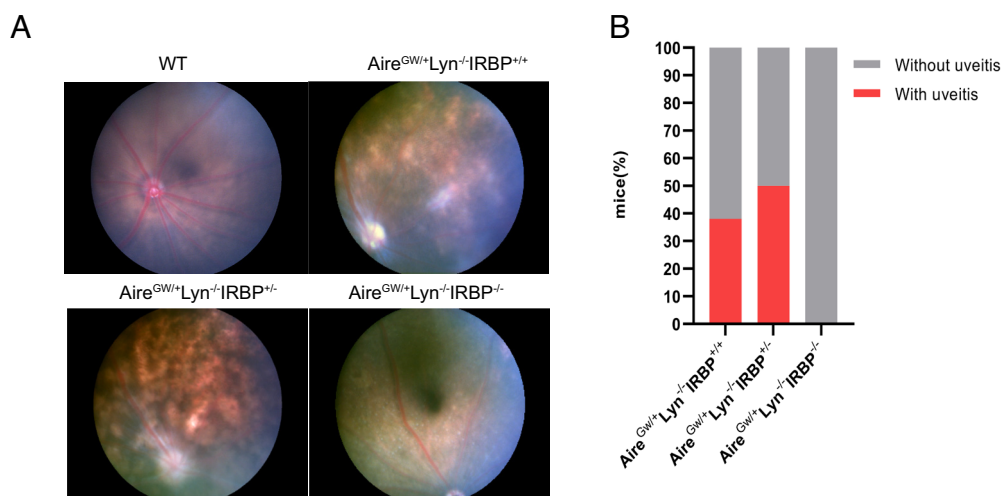 A
WT
Aire^GW/+Lyn^-/-IRBP^+/+
Aire^GW/+Lyn^-/-IRBP^+/-
Aire^GW/+Lyn^-/-IRBP^-/-
B
mice(%)
100
90
80
70
60
50
40
30
20
10
0
Without uveitis
With uveitis
Aire^Gw/+Lyn^-/-IRBP^+/+
Aire^Gw/+Lyn^-/-IRBP^+/-
Aire^Gw/+Lyn^-/-IRBP^-/-